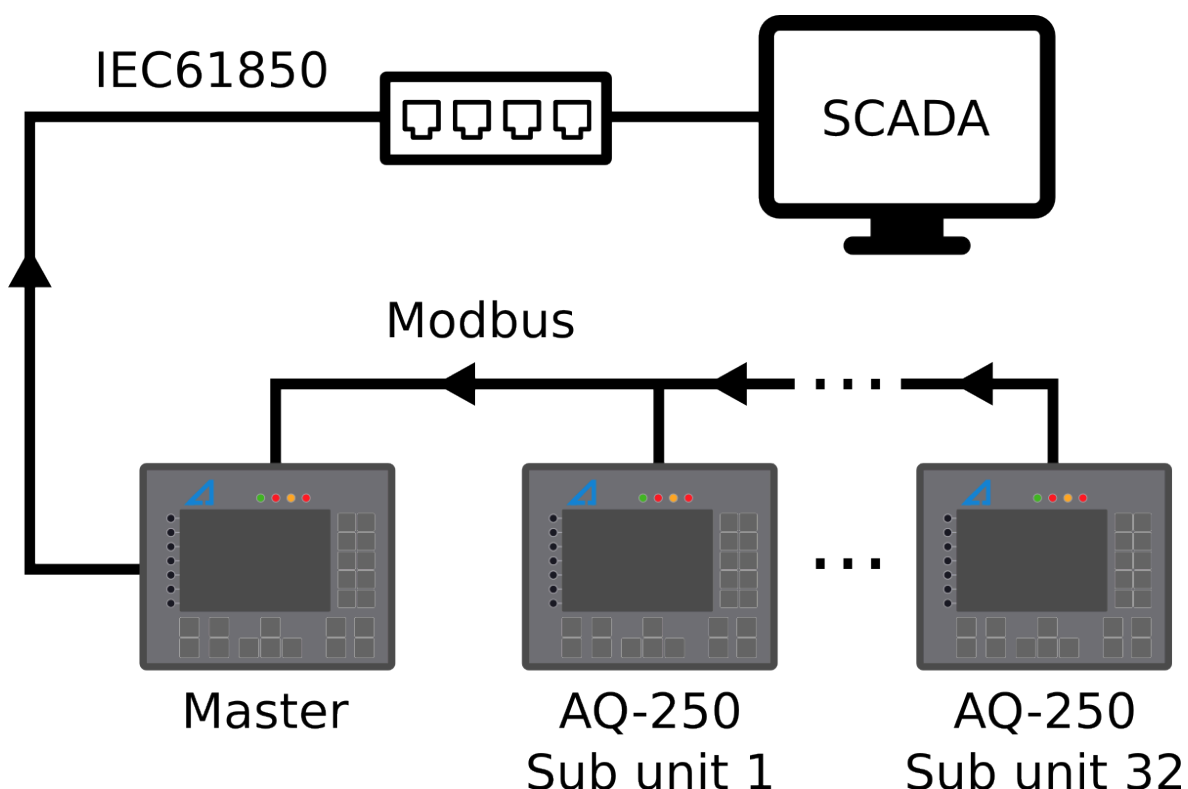 IEC61850
SCADA
Modbus
Master
AQ-250
Sub unit 1
AQ-250
Sub unit 32